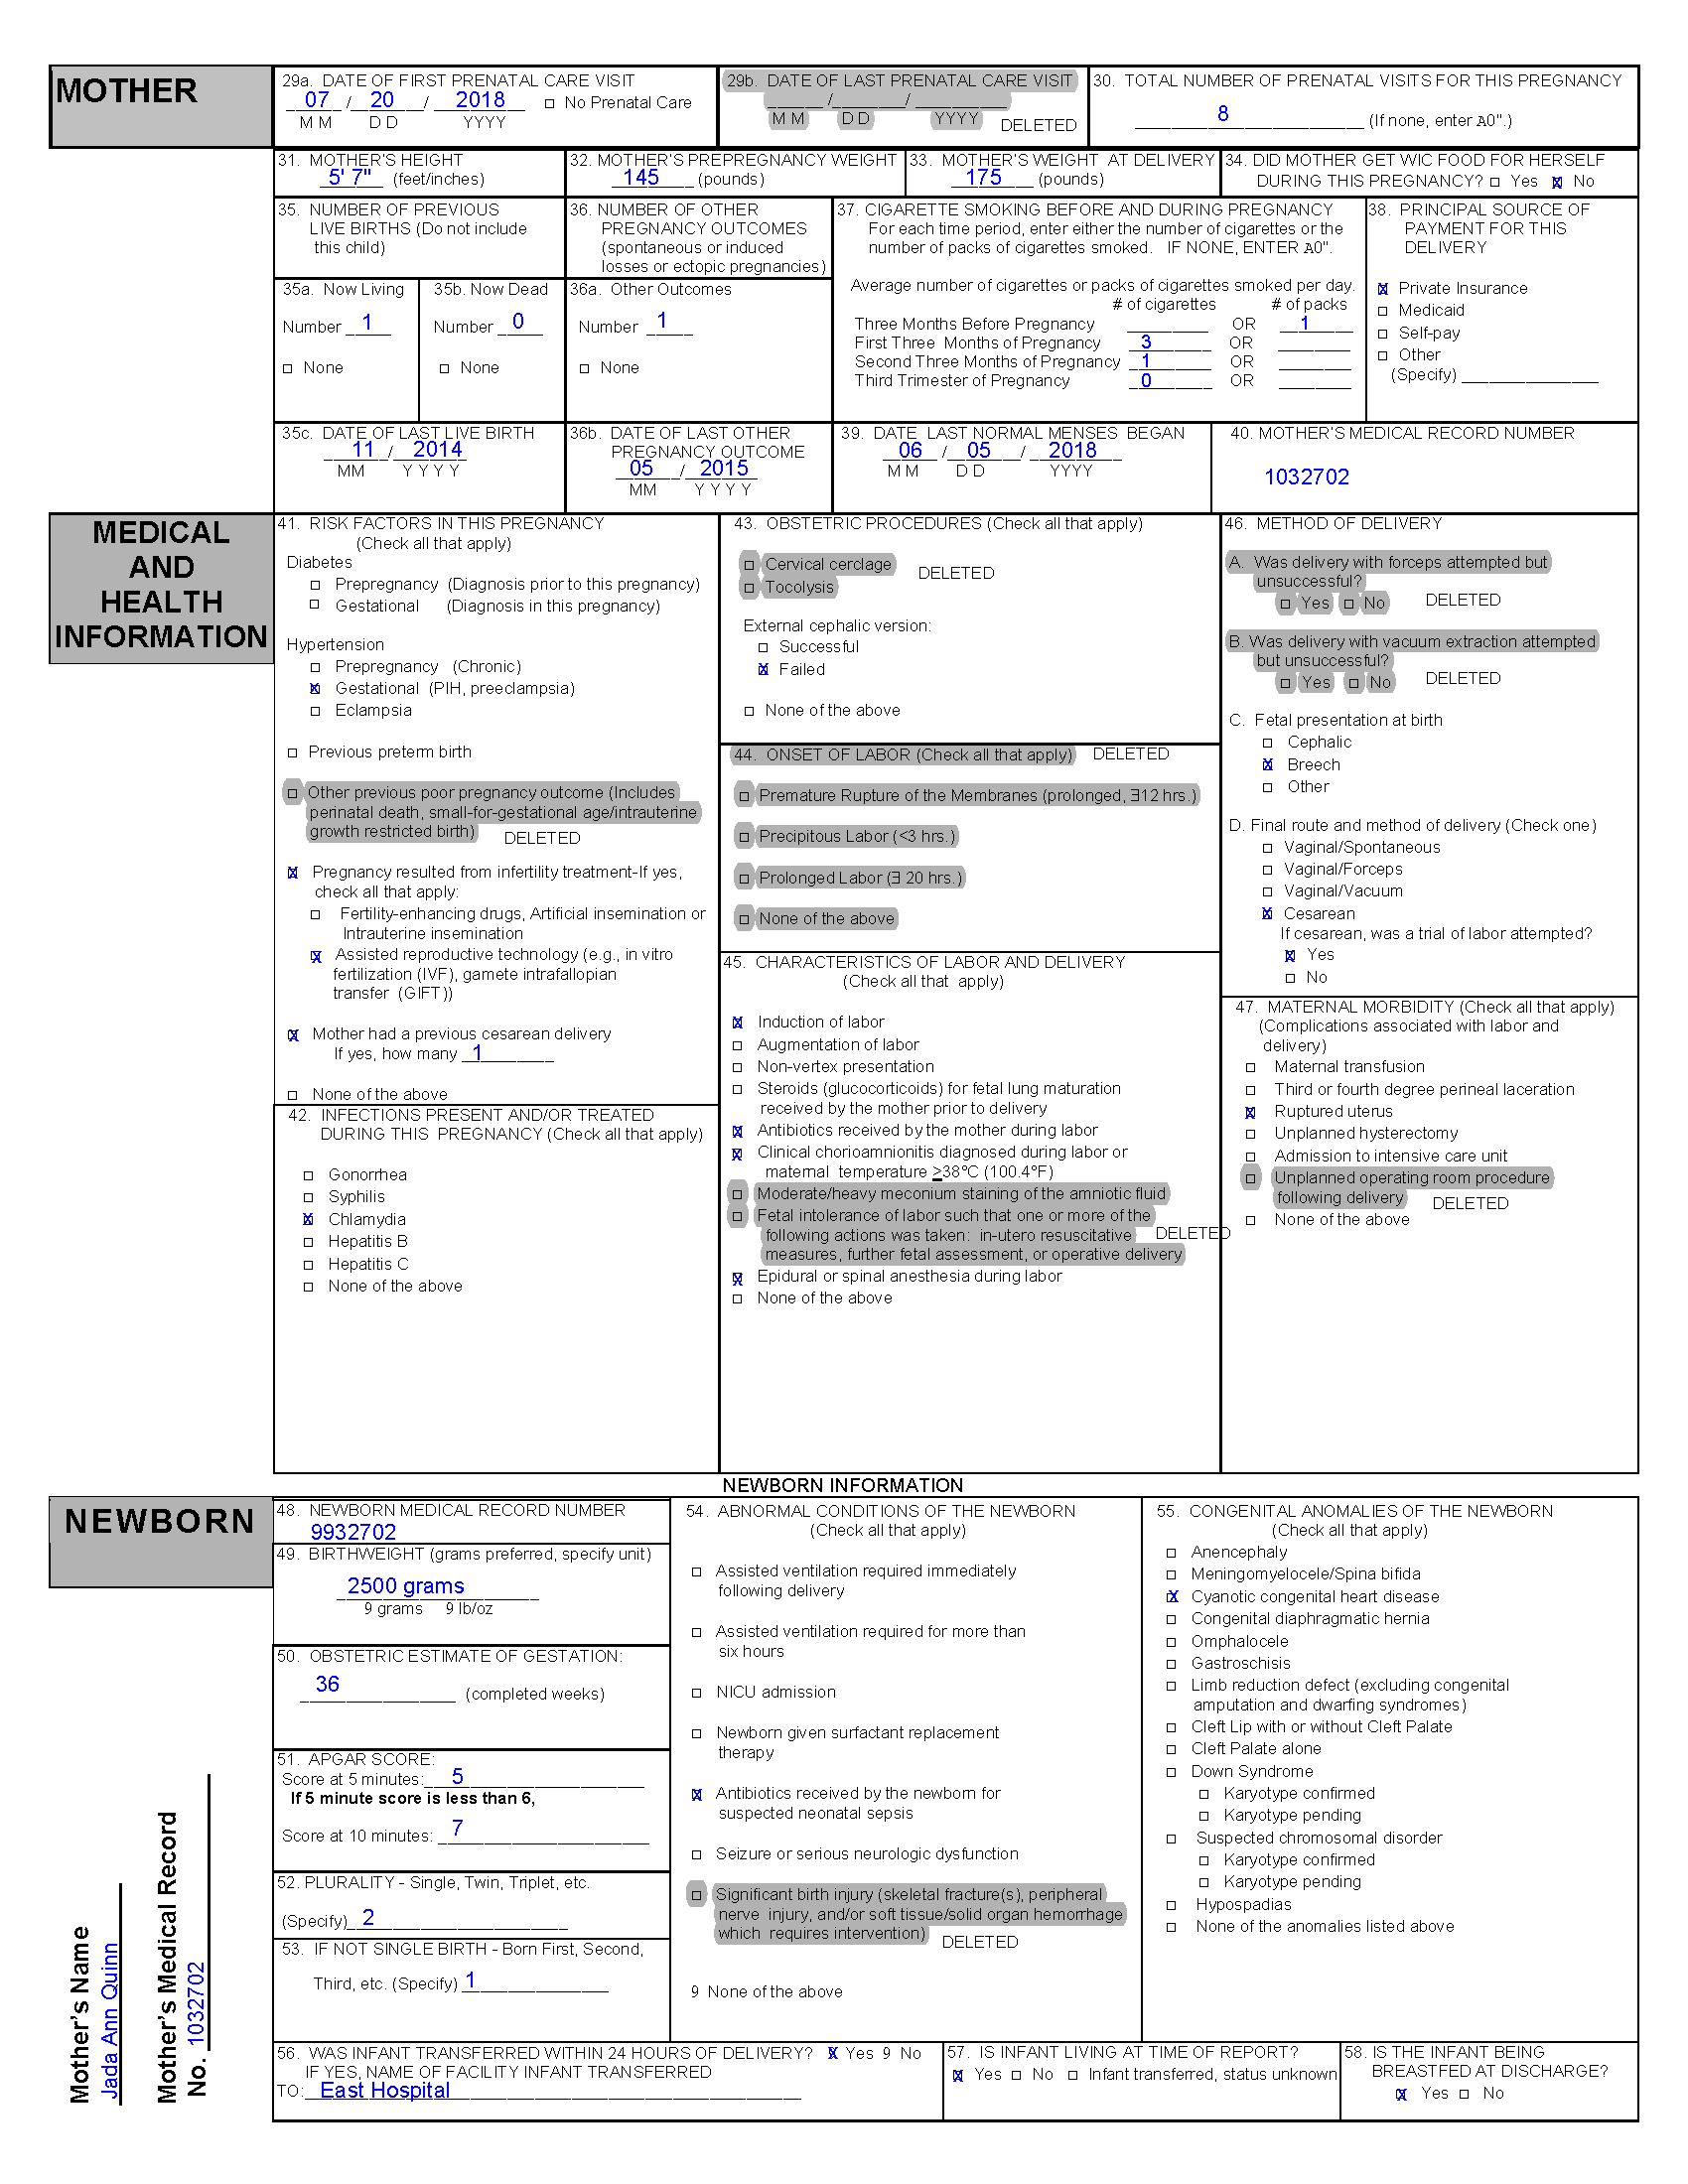 MOTHER
29a. DATE OF FIRST PRENATAL CARE VISIT
07 / 20 / 2018 □ No Prenatal Care
M M D D YYYY
29b. DATE OF LAST PRENATAL CARE VISIT
______ /________/ __________
M M D D YYYY DELETED
30. TOTAL NUMBER OF PRENATAL VISITS FOR THIS PREGNANCY
8 (If none, enter A0".)
31. MOTHER'S HEIGHT
5' 7" (feet/inches)
32. MOTHER'S PREPREGNANCY WEIGHT
145 (pounds)
33. MOTHER'S WEIGHT AT DELIVERY
175 (pounds)
34. DID MOTHER GET WIC FOOD FOR HERSELF
DURING THIS PREGNANCY? □ Yes ☒ No
35. NUMBER OF PREVIOUS
LIVE BIRTHS (Do not include
this child)
35a. Now Living
Number 1
□ None
35b. Now Dead
Number 0
□ None
36. NUMBER OF OTHER
PREGNANCY OUTCOMES
(spontaneous or induced
losses or ectopic pregnancies)
36a. Other Outcomes
Number 1
□ None
37. CIGARETTE SMOKING BEFORE AND DURING PREGNANCY
For each time period, enter either the number of cigarettes or the
number of packs of cigarettes smoked. IF NONE, ENTER A0".
Average number of cigarettes or packs of cigarettes smoked per day.
# of cigarettes # of packs
Three Months Before Pregnancy ________ OR 1
First Three Months of Pregnancy 3 OR ________
Second Three Months of Pregnancy 1 OR ________
Third Trimester of Pregnancy 0 OR ________
38. PRINCIPAL SOURCE OF
PAYMENT FOR THIS
DELIVERY
☒ Private Insurance
□ Medicaid
□ Self-pay
□ Other
(Specify) _______________
35c. DATE OF LAST LIVE BIRTH
11 / 2014
MM Y Y Y Y
36b. DATE OF LAST OTHER
PREGNANCY OUTCOME
05 / 2015
MM Y Y Y Y
39. DATE LAST NORMAL MENSES BEGAN
06 / 05 / 2018
M M D D YYYY
40. MOTHER'S MEDICAL RECORD NUMBER
1032702
MEDICAL
AND
HEALTH
INFORMATION
41. RISK FACTORS IN THIS PREGNANCY
(Check all that apply)
Diabetes
□ Prepregnancy (Diagnosis prior to this pregnancy)
□ Gestational (Diagnosis in this pregnancy)
Hypertension
□ Prepregnancy (Chronic)
☒ Gestational (PIH, preeclampsia)
□ Eclampsia
□ Previous preterm birth
□ Other previous poor pregnancy outcome (Includes
perinatal death, small-for-gestational age/intrauterine
growth restricted birth) DELETED
☒ Pregnancy resulted from infertility treatment-If yes,
check all that apply:
□ Fertility-enhancing drugs, Artificial insemination or
Intrauterine insemination
☒ Assisted reproductive technology (e.g., in vitro
fertilization (IVF), gamete intrafallopian
transfer (GIFT))
☒ Mother had a previous cesarean delivery
If yes, how many 1
□ None of the above
42. INFECTIONS PRESENT AND/OR TREATED
DURING THIS PREGNANCY (Check all that apply)
□ Gonorrhea
□ Syphilis
☒ Chlamydia
□ Hepatitis B
□ Hepatitis C
□ None of the above
43. OBSTETRIC PROCEDURES (Check all that apply)
□ Cervical cerclage DELETED
□ Tocolysis
External cephalic version:
□ Successful
☒ Failed
□ None of the above
44. ONSET OF LABOR (Check all that apply) DELETED
□ Premature Rupture of the Membranes (prolonged, ∃12 hrs.)
□ Precipitous Labor (<3 hrs.)
□ Prolonged Labor (∃ 20 hrs.)
□ None of the above
45. CHARACTERISTICS OF LABOR AND DELIVERY
(Check all that apply)
☒ Induction of labor
□ Augmentation of labor
□ Non-vertex presentation
□ Steroids (glucocorticoids) for fetal lung maturation
received by the mother prior to delivery
☒ Antibiotics received by the mother during labor
☒ Clinical chorioamnionitis diagnosed during labor or
maternal temperature ≥38°C (100.4°F)
□ Moderate/heavy meconium staining of the amniotic fluid
□ Fetal intolerance of labor such that one or more of the
following actions was taken: in-utero resuscitative DELETED
measures, further fetal assessment, or operative delivery
☒ Epidural or spinal anesthesia during labor
□ None of the above
46. METHOD OF DELIVERY
A. Was delivery with forceps attempted but
unsuccessful?
□ Yes □ No DELETED
B. Was delivery with vacuum extraction attempted
but unsuccessful?
□ Yes □ No DELETED
C. Fetal presentation at birth
□ Cephalic
☒ Breech
□ Other
D. Final route and method of delivery (Check one)
□ Vaginal/Spontaneous
□ Vaginal/Forceps
□ Vaginal/Vacuum
☒ Cesarean
If cesarean, was a trial of labor attempted?
☒ Yes
□ No
47. MATERNAL MORBIDITY (Check all that apply)
(Complications associated with labor and
delivery)
□ Maternal transfusion
□ Third or fourth degree perineal laceration
☒ Ruptured uterus
□ Unplanned hysterectomy
□ Admission to intensive care unit
□ Unplanned operating room procedure
following delivery DELETED
□ None of the above
NEWBORN INFORMATION
NEWBORN
48. NEWBORN MEDICAL RECORD NUMBER
9932702
49. BIRTHWEIGHT (grams preferred, specify unit)
2500 grams
9 grams 9 lb/oz
50. OBSTETRIC ESTIMATE OF GESTATION:
36 (completed weeks)
51. APGAR SCORE:
Score at 5 minutes: 5
If 5 minute score is less than 6,
Score at 10 minutes: 7
52. PLURALITY - Single, Twin, Triplet, etc.
(Specify) 2
53. IF NOT SINGLE BIRTH - Born First, Second,
Third, etc. (Specify) 1
54. ABNORMAL CONDITIONS OF THE NEWBORN
(Check all that apply)
□ Assisted ventilation required immediately
following delivery
□ Assisted ventilation required for more than
six hours
□ NICU admission
□ Newborn given surfactant replacement
therapy
☒ Antibiotics received by the newborn for
suspected neonatal sepsis
□ Seizure or serious neurologic dysfunction
□ Significant birth injury (skeletal fracture(s), peripheral
nerve injury, and/or soft tissue/solid organ hemorrhage
which requires intervention) DELETED
9 None of the above
55. CONGENITAL ANOMALIES OF THE NEWBORN
(Check all that apply)
□ Anencephaly
□ Meningomyelocele/Spina bifida
☒ Cyanotic congenital heart disease
□ Congenital diaphragmatic hernia
□ Omphalocele
□ Gastroschisis
□ Limb reduction defect (excluding congenital
amputation and dwarfing syndromes)
□ Cleft Lip with or without Cleft Palate
□ Cleft Palate alone
□ Down Syndrome
□ Karyotype confirmed
□ Karyotype pending
□ Suspected chromosomal disorder
□ Karyotype confirmed
□ Karyotype pending
□ Hypospadias
□ None of the anomalies listed above
56. WAS INFANT TRANSFERRED WITHIN 24 HOURS OF DELIVERY? ☒ Yes 9 No
IF YES, NAME OF FACILITY INFANT TRANSFERRED
TO: East Hospital
57. IS INFANT LIVING AT TIME OF REPORT?
☒ Yes □ No □ Infant transferred, status unknown
58. IS THE INFANT BEING
BREASTFED AT DISCHARGE?
☒ Yes □ No
Mother's Name
Jada Ann Quinn
Mother's Medical Record
No. 1032702